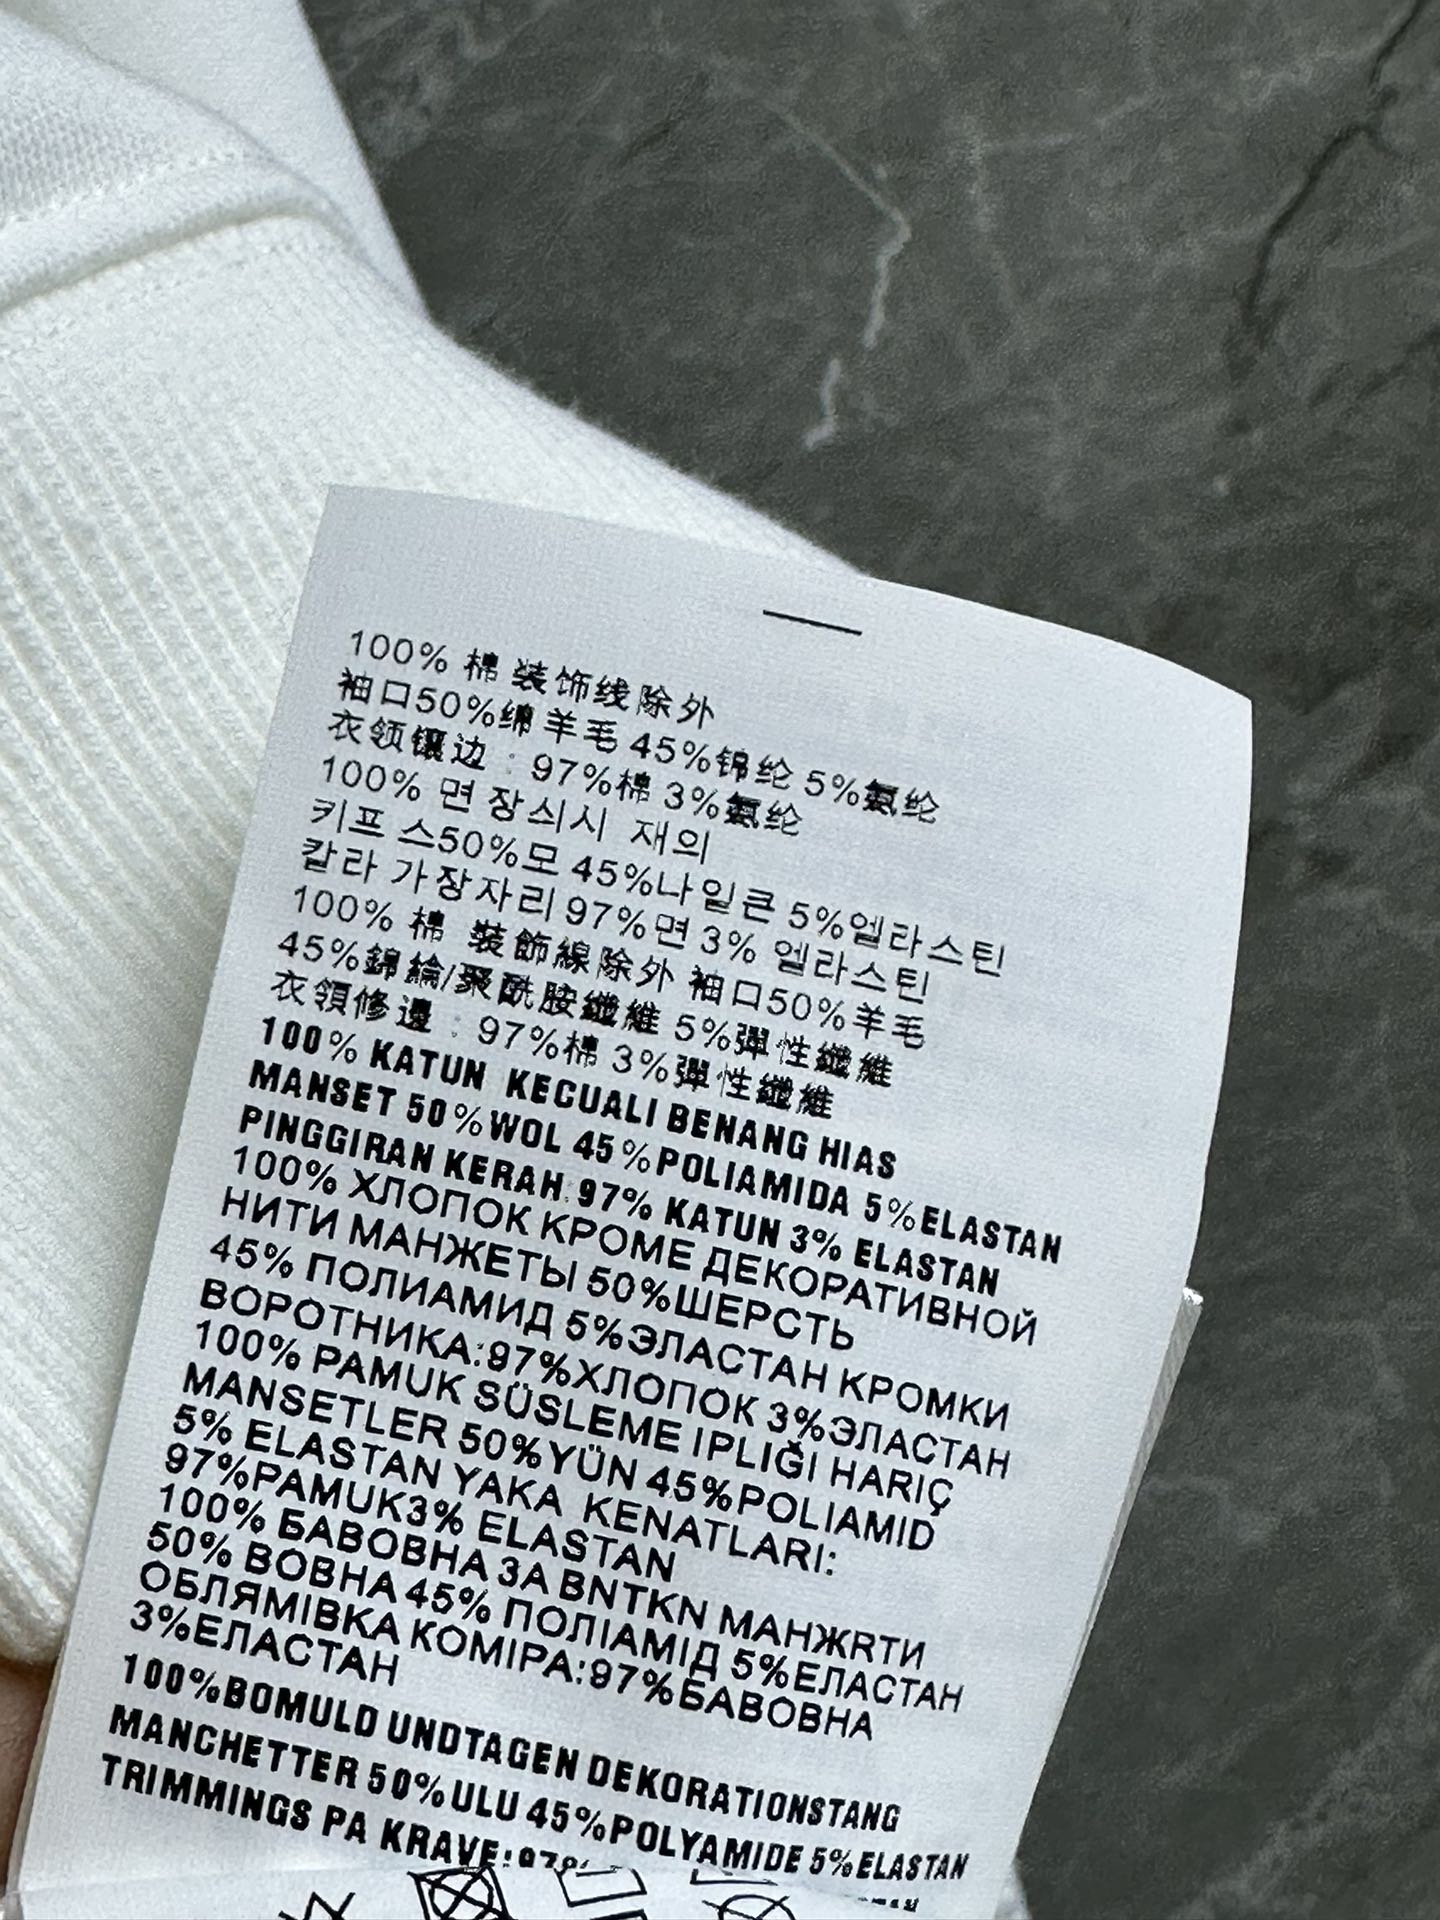 100% 棉 装饰线除外
袖口50%绵羊毛 45%锦纶 5%氨纶
衣领镶边：97%棉 3%氨纶
100% 면 장싀시 재의
키프 스50%모 45%나일큰 5%엘라스틴
칼라 가장자리 97%면 3% 엘라스틴
100% 棉 裝飾線除外 袖口50%羊毛
45%錦綸/聚酰胺纖維 5%彈性纖維
衣領修邊：97%棉 3%彈性纖維
100% KATUN KECUALI BENANG HIAS
MANSET 50%WOL 45%POLIAMIDA 5%ELASTAN
PINGGIRAN KERAH:97% KATUN 3% ELASTAN
100% ХЛОПОК КРОМЕ ДЕКОРАТИВНОЙ
НИТИ МАНЖЕТЫ 50%ШЕРСТЬ
45% ПОЛИАМИД 5%ЭЛАСТАН КРОМКИ
ВОРОТНИКА:97%ХЛОПОК 3%ЭЛАСТАН
100% PAMUK SÜSLEME IPLIĞI HARIÇ
MANSETLER 50%YÜN 45%POLIAMID
5% ELASTAN YAKA KENATLARI:
97%PAMUK3% ELASTAN
100% БАВОВНА ЗА BNTKN МАНЖRТИ
50% ВОВНА 45% ПОЛІАМІД 5%ЕЛАСТАН
ОБЛЯМІВКА КОМІРА:97%БАВОВНА
3%ЕЛАСТАН
100%BOMULD UNDTAGEN DEKORATIONSTANG
MANCHETTER 50%ULU 45%POLYAMIDE 5%ELASTAN
TRIMMINGS PA KRAVE:97%